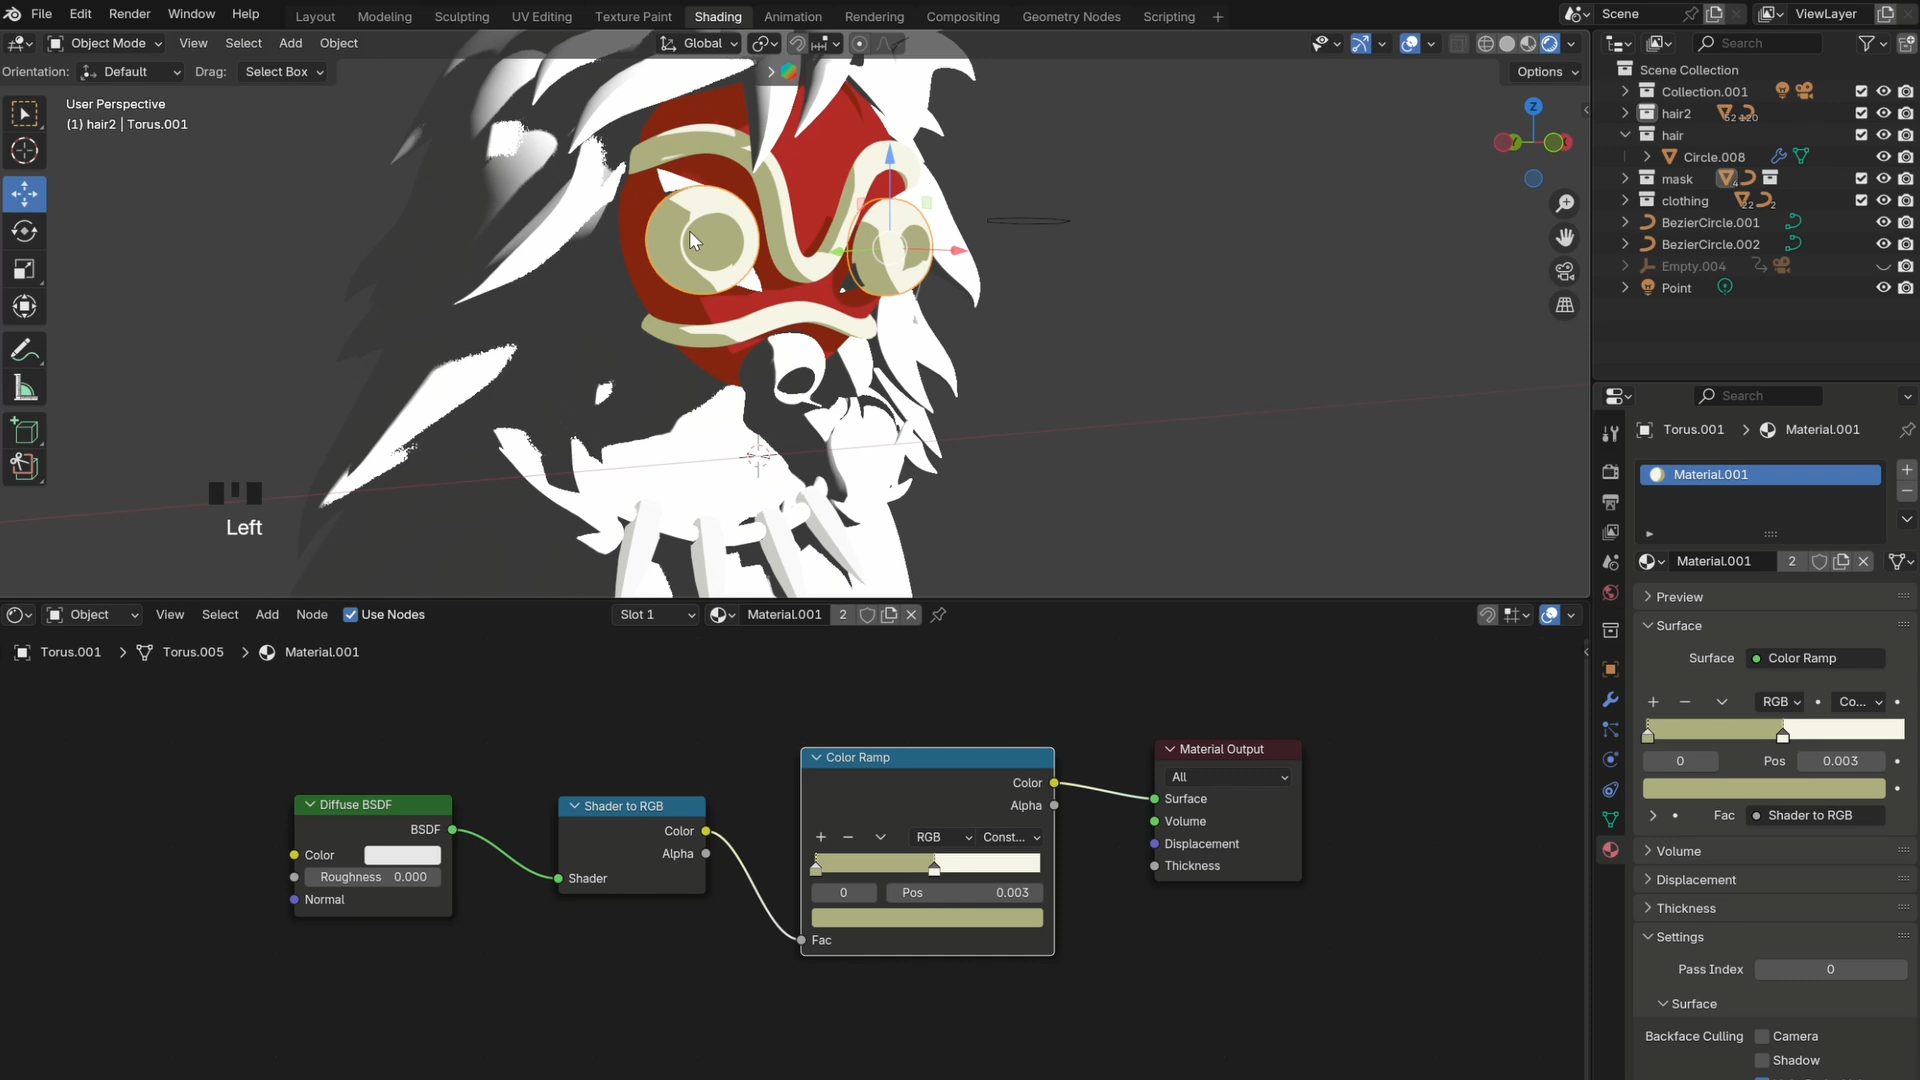 File Edit Render Window Help Layout Modeling Sculpting UV Editing Texture Paint Shading Animation Rendering Compositing Geometry Nodes Scripting + Scene ViewLayer
Object Mode View Select Add Object Global Search
Orientation: Default Drag: Select Box Options
Scene Collection
Collection.001
hair2 52 120
hair
Circle.008
mask 4
clothing 22 2
BezierCircle.001
BezierCircle.002
Empty.004
Point
User Perspective
(1) hair2 | Torus.001
Z
Left
Search
Torus.001 > Material.001
Material.001
Material.001 2
Preview
Surface
Surface Color Ramp
RGB Co...
0 Pos 0.003
Fac Shader to RGB
Volume
Displacement
Thickness
Settings
Pass Index 0
Surface
Backface Culling Camera
Shadow
Object View Select Add Node Use Nodes Slot 1 Material.001 2
Torus.001 > Torus.005 > Material.001
Diffuse BSDF
BSDF
Color
Roughness 0.000
Normal
Shader to RGB
Color
Alpha
Shader
Color Ramp
Color
Alpha
RGB Const...
0 Pos 0.003
Fac
Material Output
All
Surface
Volume
Displacement
Thickness